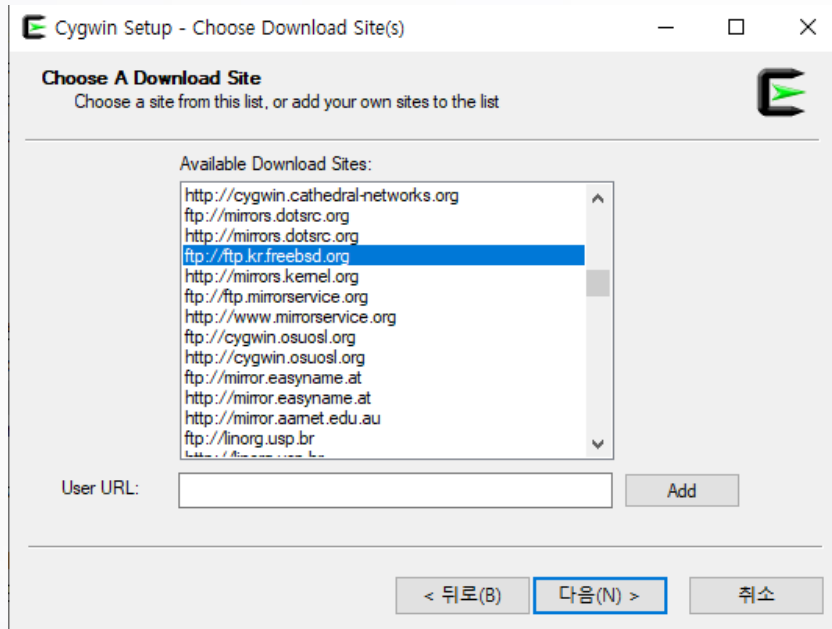 Cygwin Setup - Choose Download Site(s)
Choose A Download Site
Choose a site from this list, or add your own sites to the list
Available Download Sites:
http://cygwin.cathedral-networks.org
ftp://mirrors.dotsrc.org
http://mirrors.dotsrc.org
ftp://ftp.kr.freebsd.org
http://mirrors.kernel.org
ftp://ftp.mirrorservice.org
http://www.mirrorservice.org
ftp://cygwin.osuosl.org
http://cygwin.osuosl.org
ftp://mirror.easyname.at
http://mirror.easyname.at
http://mirror.aarnet.edu.au
ftp://linorg.usp.br
User URL:
Add
< 뒤로(B)
다음(N) >
취소